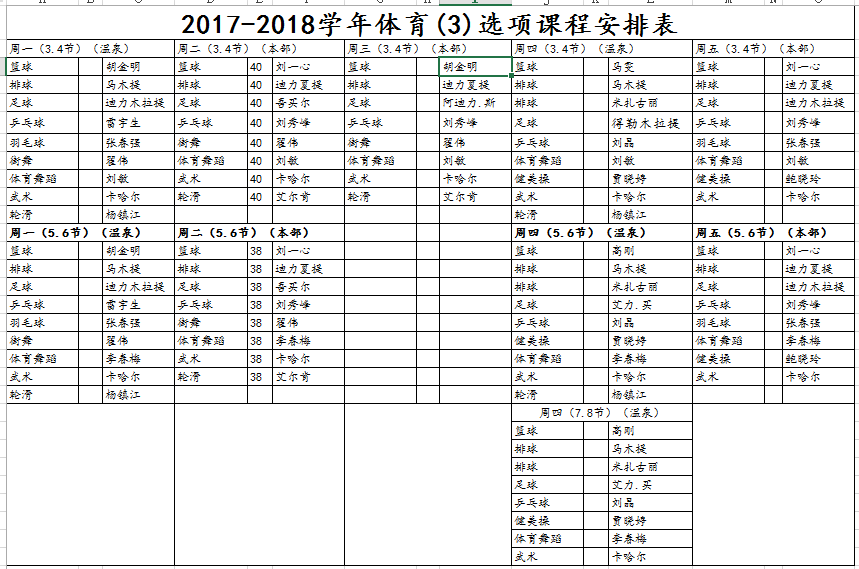 2017-2018学年体育(3)选项课程安排表
周一（3.4节）（温泉） 周二（3.4节）（本部） 周三（3.4节）（本部） 周四（3.4节）（温泉） 周五（3.4节）（本部）
篮球 胡金明 篮球 40 刘一心 篮球 胡金明 篮球 马雯 篮球 刘一心
排球 马木提 排球 40 迪力夏提 排球 迪力夏提 排球 马木提 排球 迪力夏提
足球 迪力木拉提 足球 40 吾买尔 足球 阿迪力.斯 排球 米扎古丽 足球 迪力木拉提
乒乓球 雷宇生 乒乓球 40 刘秀峰 乒乓球 刘秀峰 足球 得勒木拉提 乒乓球 刘秀峰
羽毛球 张春强 街舞 40 翟伟 街舞 翟伟 乒乓球 刘晶 羽毛球 张春强
街舞 翟伟 体育舞蹈 40 刘敏 体育舞蹈 刘敏 体育舞蹈 刘敏 体育舞蹈 刘敏
体育舞蹈 刘敏 武术 40 卡哈尔 武术 卡哈尔 健美操 贾晓婷 健美操 鲍晓玲
武术 卡哈尔 轮滑 40 艾尔肯 轮滑 艾尔肯 武术 卡哈尔 武术 卡哈尔
轮滑 杨镇江 轮滑 杨镇江
周一（5.6节）（温泉） 周二（5.6节）（本部） 周四（5.6节）（温泉） 周五（5.6节）（本部）
篮球 胡金明 篮球 38 刘一心 篮球 高刚 篮球 刘一心
排球 马木提 排球 38 迪力夏提 排球 马木提 排球 迪力夏提
足球 迪力木拉提 足球 38 吾买尔 排球 米扎古丽 足球 迪力木拉提
乒乓球 雷宇生 乒乓球 38 刘秀峰 足球 艾力.买 乒乓球 刘秀峰
羽毛球 张春强 街舞 38 翟伟 乒乓球 刘晶 羽毛球 张春强
街舞 翟伟 体育舞蹈 38 李春梅 健美操 贾晓婷 体育舞蹈 李春梅
体育舞蹈 李春梅 武术 38 卡哈尔 体育舞蹈 李春梅 健美操 鲍晓玲
武术 卡哈尔 轮滑 38 艾尔肯 武术 卡哈尔 武术 卡哈尔
轮滑 杨镇江 轮滑 杨镇江
周四（7.8节）（温泉）
篮球 高刚
排球 马木提
排球 米扎古丽
足球 艾力.买
乒乓球 刘晶
健美操 贾晓婷
体育舞蹈 李春梅
武术 卡哈尔